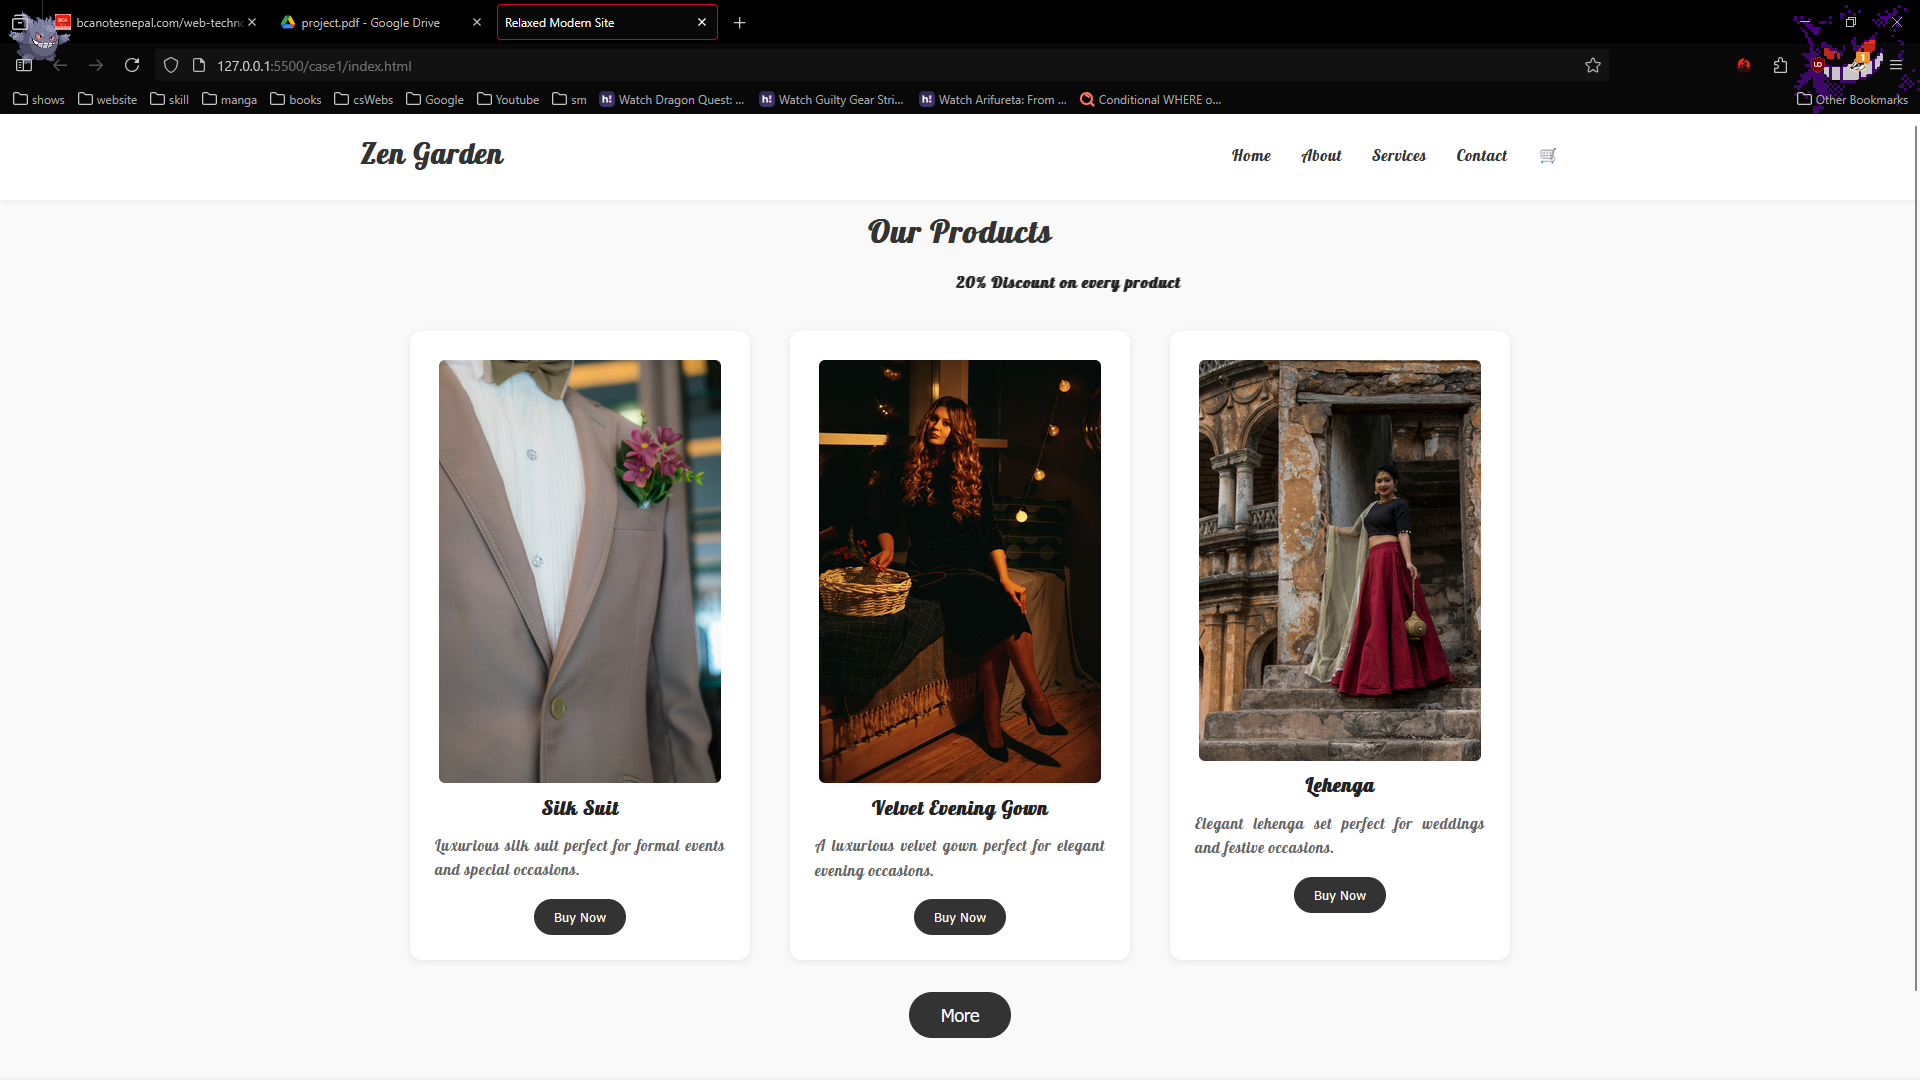 bcanotesnepal.com/web-techno
project.pdf - Google Drive
Relaxed Modern Site
127.0.0.1:5500/case1/index.html
shows website skill manga books csWebs Google Youtube sm Watch Dragon Quest: ... Watch Guilty Gear Stri... Watch Arifureta: From ... Conditional WHERE o... Other Bookmarks
Zen Garden
Home About Services Contact
Our Products
20% Discount on every product
Silk Suit
Luxurious silk suit perfect for formal events
and special occasions.
Buy Now
Velvet Evening Gown
A luxurious velvet gown perfect for elegant
evening occasions.
Buy Now
Lehenga
Elegant lehenga set perfect for weddings
and festive occasions.
Buy Now
More